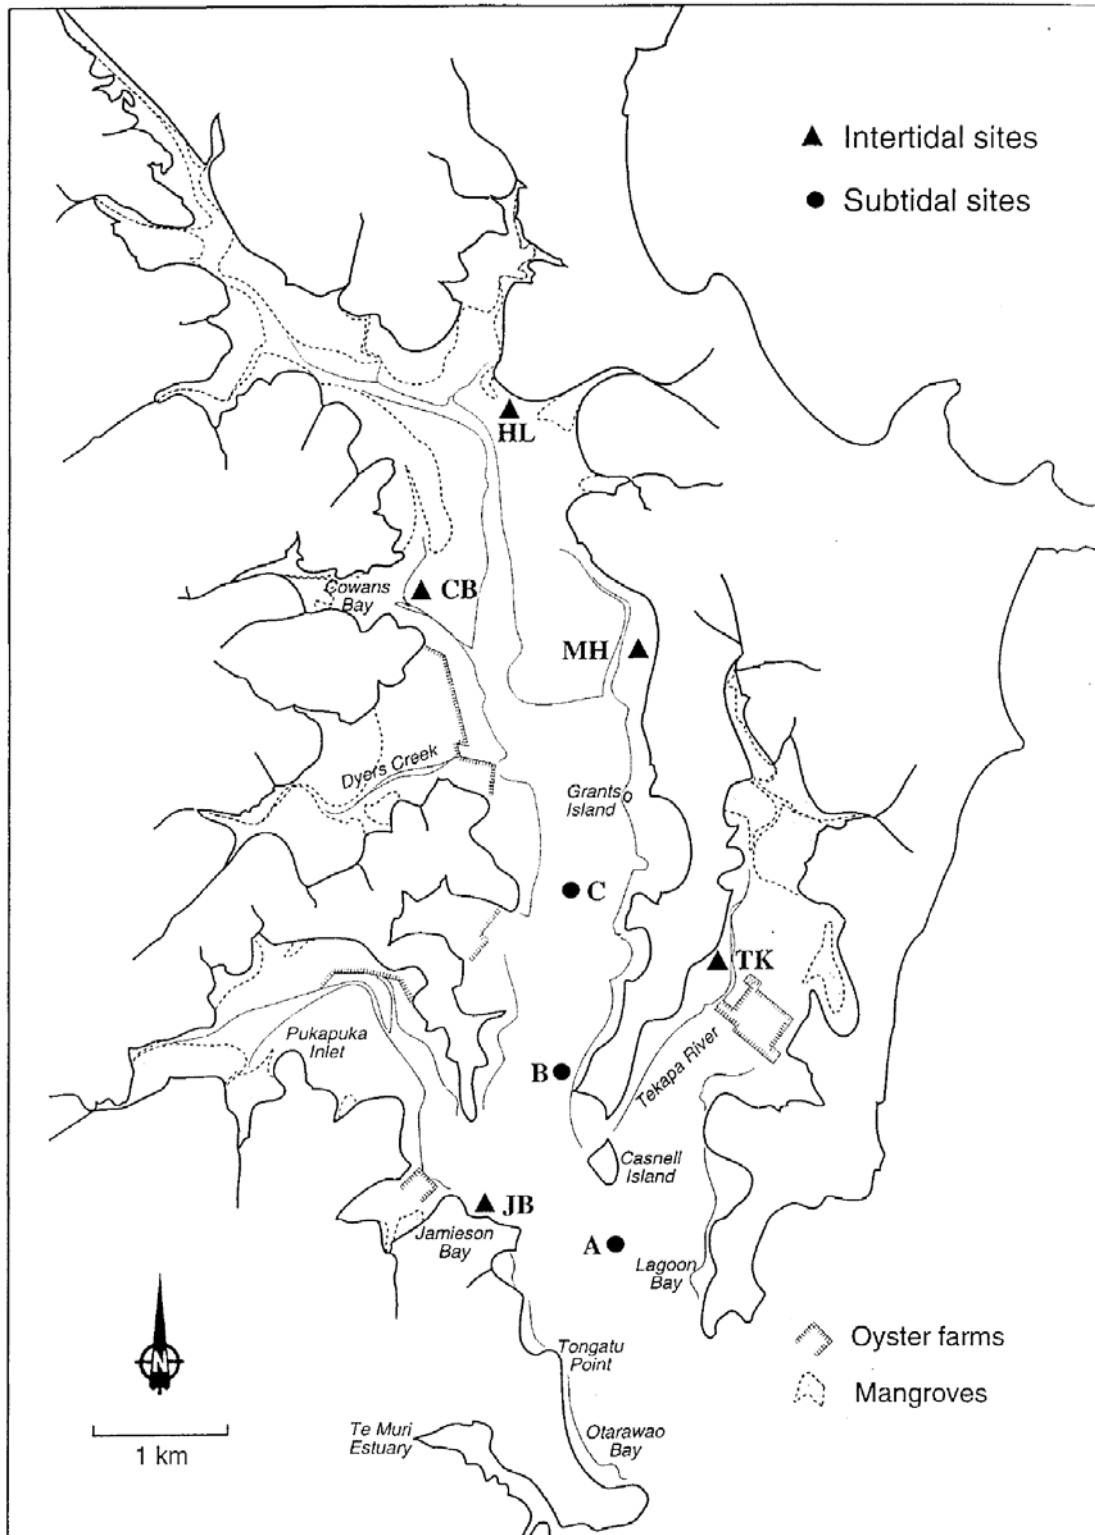 Intertidal sites
Subtidal sites
HL
Cowans
Bay
CB
MH
Dyers Creek
Grants
Island
C
TK
Pukapuka
Inlet
B
Tekapa River
Casnell
Island
JB
Jamieson
Bay
A
Lagoon
Bay
N
Oyster farms
Tongatu
Point
Mangroves
Te Muri
Estuary
Otarawao
Bay
1 km